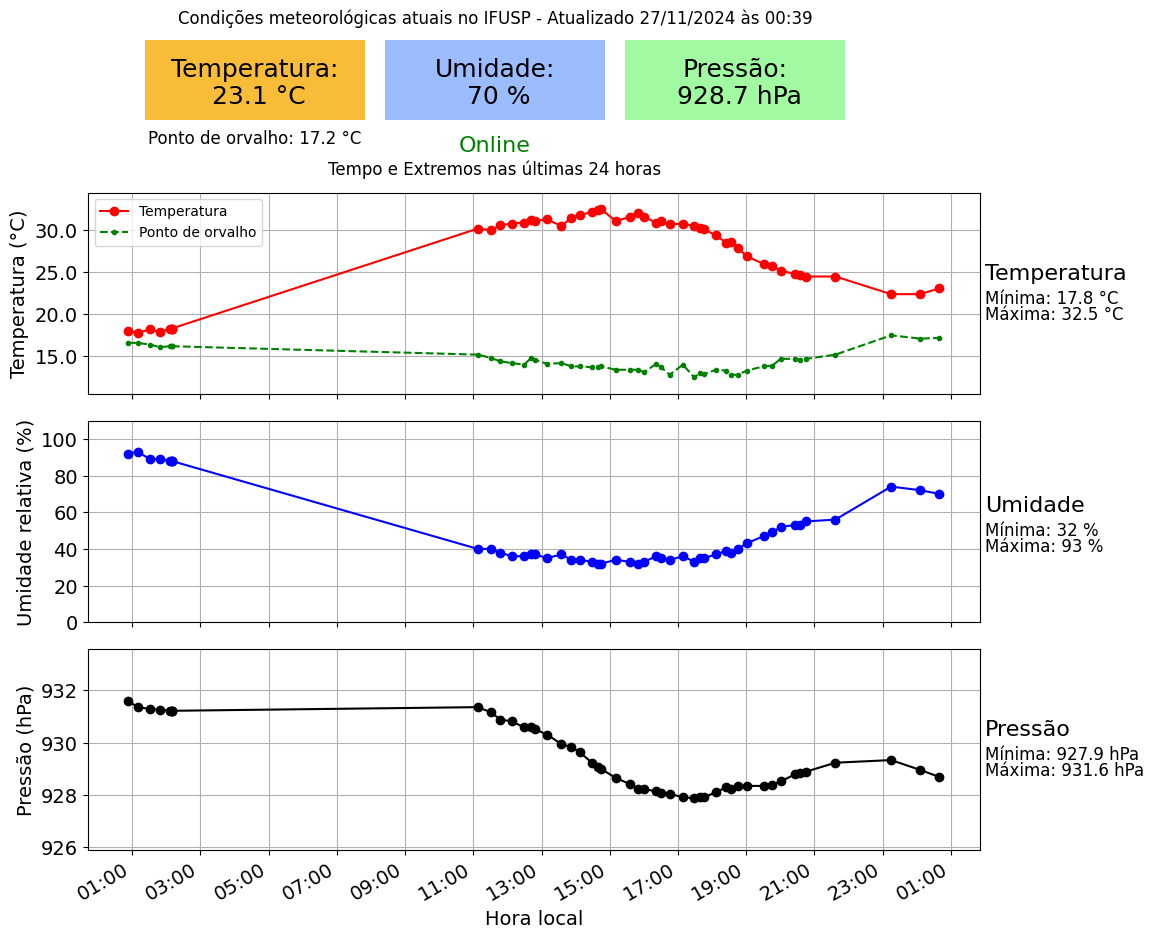 Condições meteorológicas atuais no IFUSP - Atualizado 27/11/2024 às 00:39
Temperatura:
23.1 °C
Umidade:
70 %
Pressão:
928.7 hPa
Ponto de orvalho: 17.2 °C
Online
Tempo e Extremos nas últimas 24 horas
Temperatura (°C)
30.0
25.0
20.0
15.0
Temperatura
Ponto de orvalho
Temperatura
Mínima: 17.8 °C
Máxima: 32.5 °C
Umidade relativa (%)
100
80
60
40
20
0
Umidade
Mínima: 32 %
Máxima: 93 %
Pressão (hPa)
932
930
928
926
Pressão
Mínima: 927.9 hPa
Máxima: 931.6 hPa
01:00 03:00 05:00 07:00 09:00 11:00 13:00 15:00 17:00 19:00 21:00 23:00 01:00
Hora local